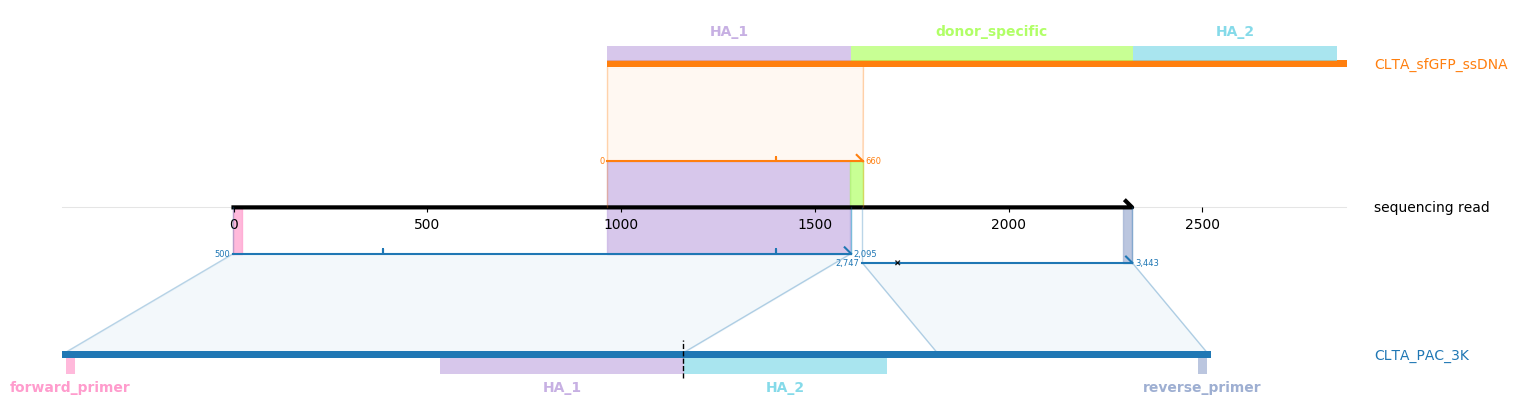 HA_1 donor_specific HA_2
CLTA_sfGFP_ssDNA
0 660
sequencing read
0 500 1000 1500 2000 2500
500 2,095
2,747 3,443
CLTA_PAC_3K
forward_primer HA_1 HA_2 reverse_primer